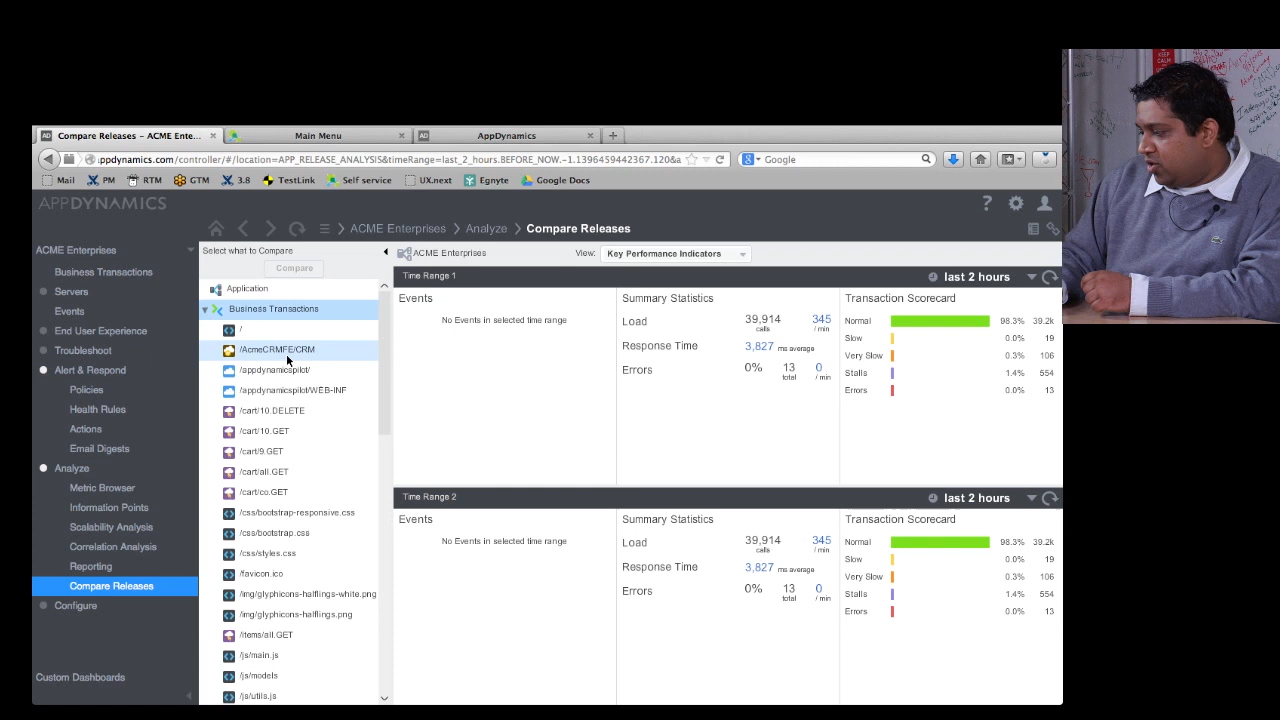 Compare Releases – ACME Ente...
Main Menu
AppDynamics
ppdynamics.com/controller/#/location=APP_RELEASE_ANALYSIS&timeRange=last_2_hours.BEFORE_NOW.-1.1396459442367.120&a
Google
Mail PM RTM GTM 3.8 TestLink Self service UX.next Egnyte Google Docs
APPDYNAMICS
ACME Enterprises Analyze Compare Releases
ACME Enterprises
Business Transactions
Servers
Events
End User Experience
Troubleshoot
Alert & Respond
Policies
Health Rules
Actions
Email Digests
Analyze
Metric Browser
Information Points
Scalability Analysis
Correlation Analysis
Reporting
Compare Releases
Configure
Custom Dashboards
Select what to Compare
Compare
Application
Business Transactions
/
/AcmeCRMFE/CRM
/appdynamicspilot/
/appdynamicspilot/WEB-INF
/cart/10.DELETE
/cart/10.GET
/cart/9.GET
/cart/all.GET
/cart/co.GET
/css/bootstrap-responsive.css
/css/bootstrap.css
/css/styles.css
/favicon.ico
/img/glyphicons-halflings-white.png
/img/glyphicons-halflings.png
/items/all.GET
/js/main.js
/js/models
/js/utils.js
ACME Enterprises View: Key Performance Indicators
Time Range 1 last 2 hours
Events
No Events in selected time range
Summary Statistics
Load 39,914 calls 345 / min
Response Time 3,827 ms average
Errors 0% 13 total 0 / min
Transaction Scorecard
Normal 98.3% 39.2k
Slow 0.0% 19
Very Slow 0.3% 106
Stalls 1.4% 554
Errors 0.0% 13
Time Range 2 last 2 hours
Events
No Events in selected time range
Summary Statistics
Load 39,914 calls 345 / min
Response Time 3,827 ms average
Errors 0% 13 total 0 / min
Transaction Scorecard
Normal 98.3% 39.2k
Slow 0.0% 19
Very Slow 0.3% 106
Stalls 1.4% 554
Errors 0.0% 13
KEEP
CALM